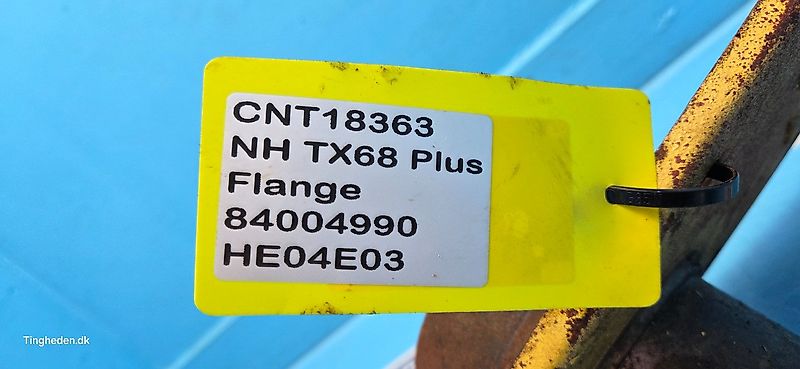 CNT18363
NH TX68 Plus
Flange
84004990
HE04E03
Tingheden.dk